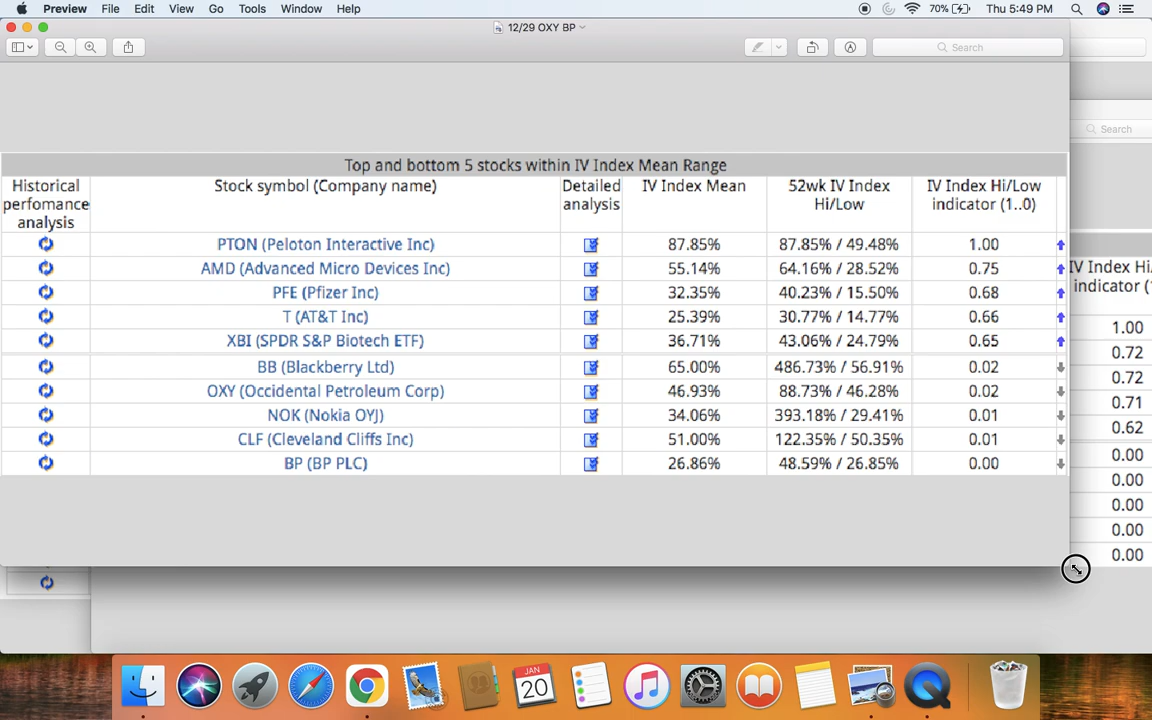 Preview File Edit View Go Tools Window Help 70% Thu 5:49 PM
12/29 OXY BP
Search
Search
Top and bottom 5 stocks within IV Index Mean Range
Historical perfomance analysis Stock symbol (Company name) Detailed analysis IV Index Mean 52wk IV Index Hi/Low IV Index Hi/Low indicator (1..0)
PTON (Peloton Interactive Inc) 87.85% 87.85% / 49.48% 1.00
AMD (Advanced Micro Devices Inc) 55.14% 64.16% / 28.52% 0.75
PFE (Pfizer Inc) 32.35% 40.23% / 15.50% 0.68
T (AT&T Inc) 25.39% 30.77% / 14.77% 0.66
XBI (SPDR S&P Biotech ETF) 36.71% 43.06% / 24.79% 0.65
BB (Blackberry Ltd) 65.00% 486.73% / 56.91% 0.02
OXY (Occidental Petroleum Corp) 46.93% 88.73% / 46.28% 0.02
NOK (Nokia OYJ) 34.06% 393.18% / 29.41% 0.01
CLF (Cleveland Cliffs Inc) 51.00% 122.35% / 50.35% 0.01
BP (BP PLC) 26.86% 48.59% / 26.85% 0.00
IV Index Hi/
indicator (
1.00
0.72
0.72
0.71
0.62
0.00
0.00
0.00
0.00
0.00
JAN
20